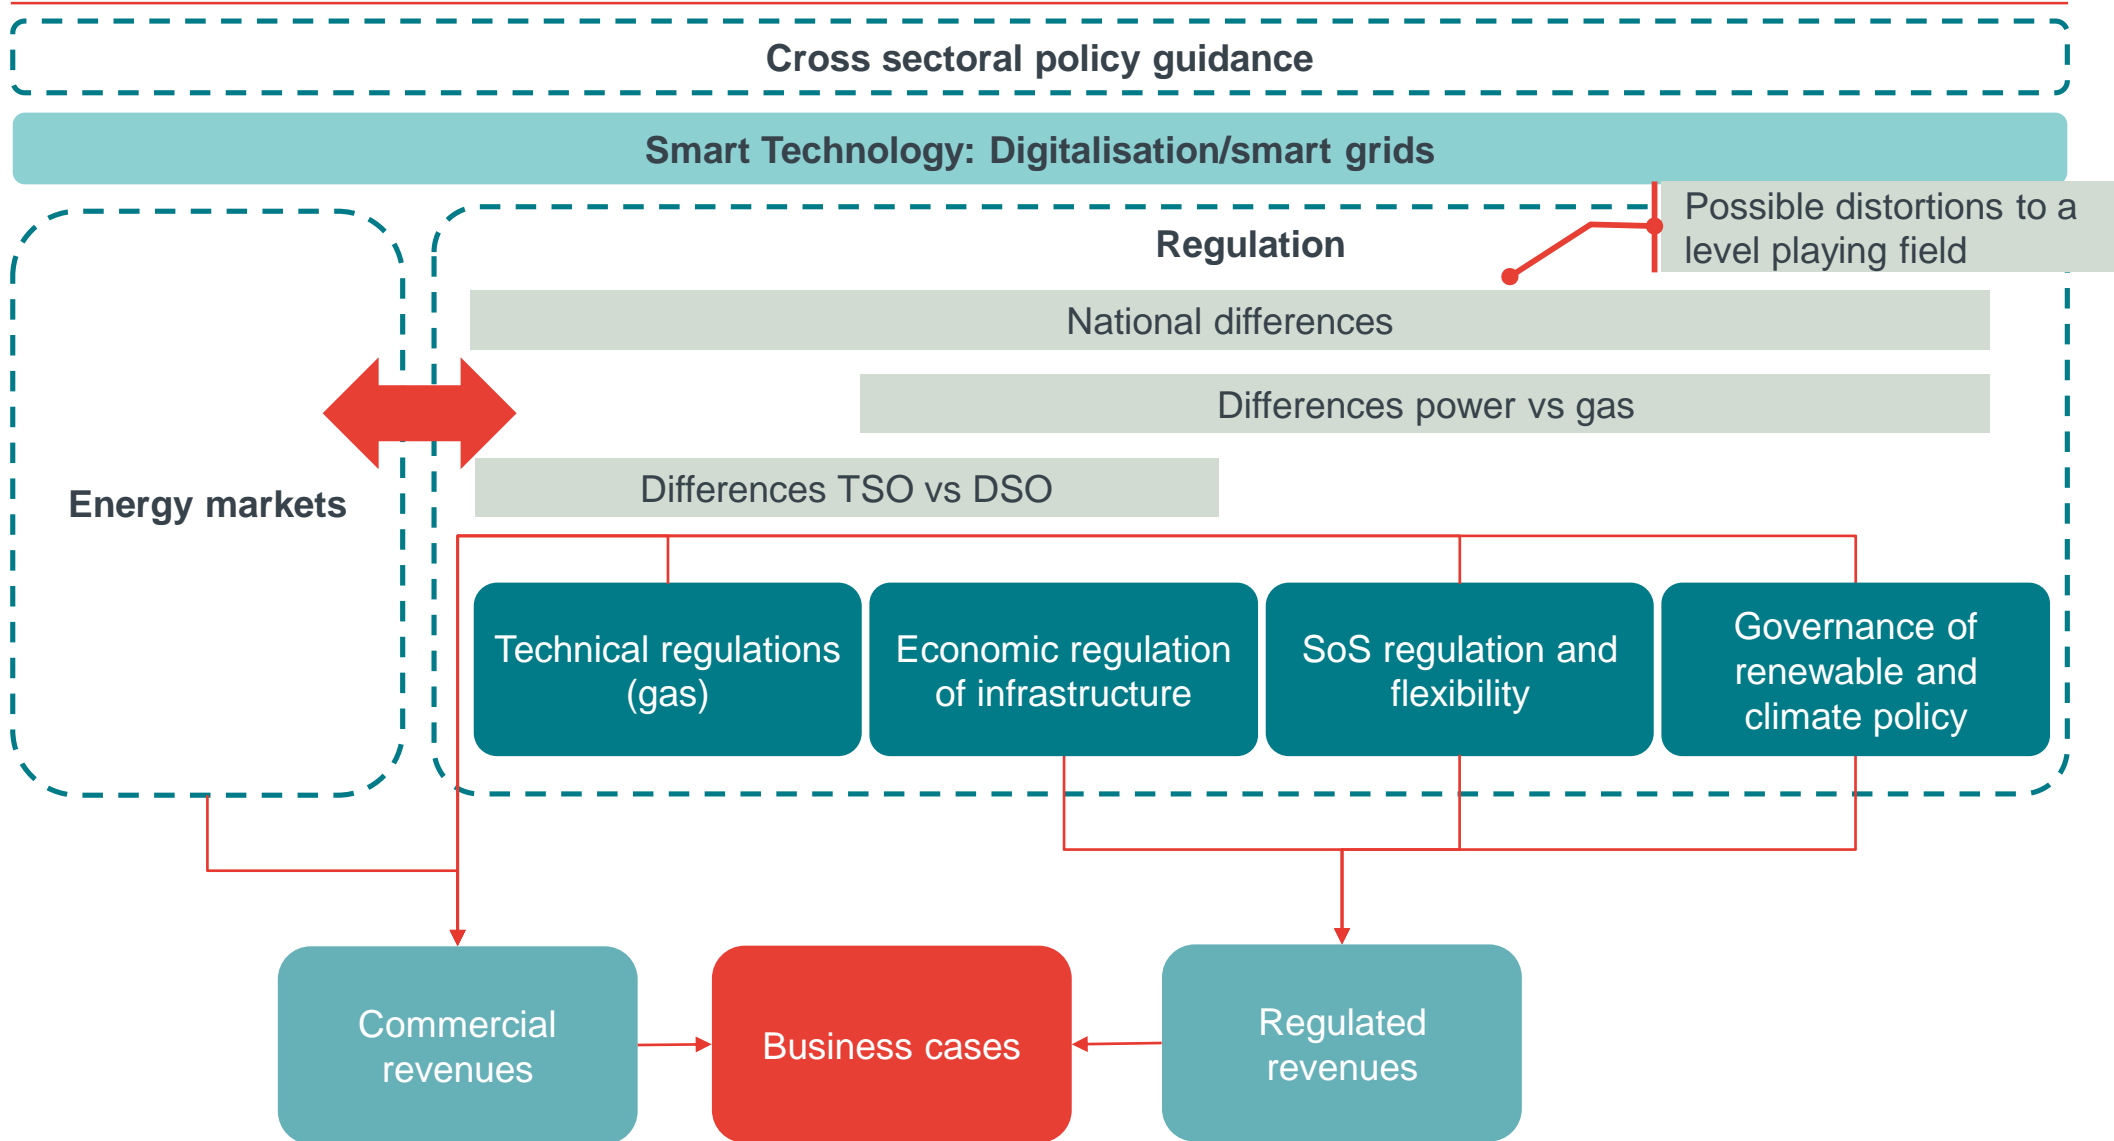 Cross sectoral policy guidance
Smart Technology: Digitalisation/smart grids
Possible distortions to a
level playing field
Regulation
National differences
Differences power vs gas
Differences TSO vs DSO
Energy markets
Technical regulations
(gas)
Economic regulation
of infrastructure
SoS regulation and
flexibility
Governance of
renewable and
climate policy
Commercial
revenues
Business cases
Regulated
revenues